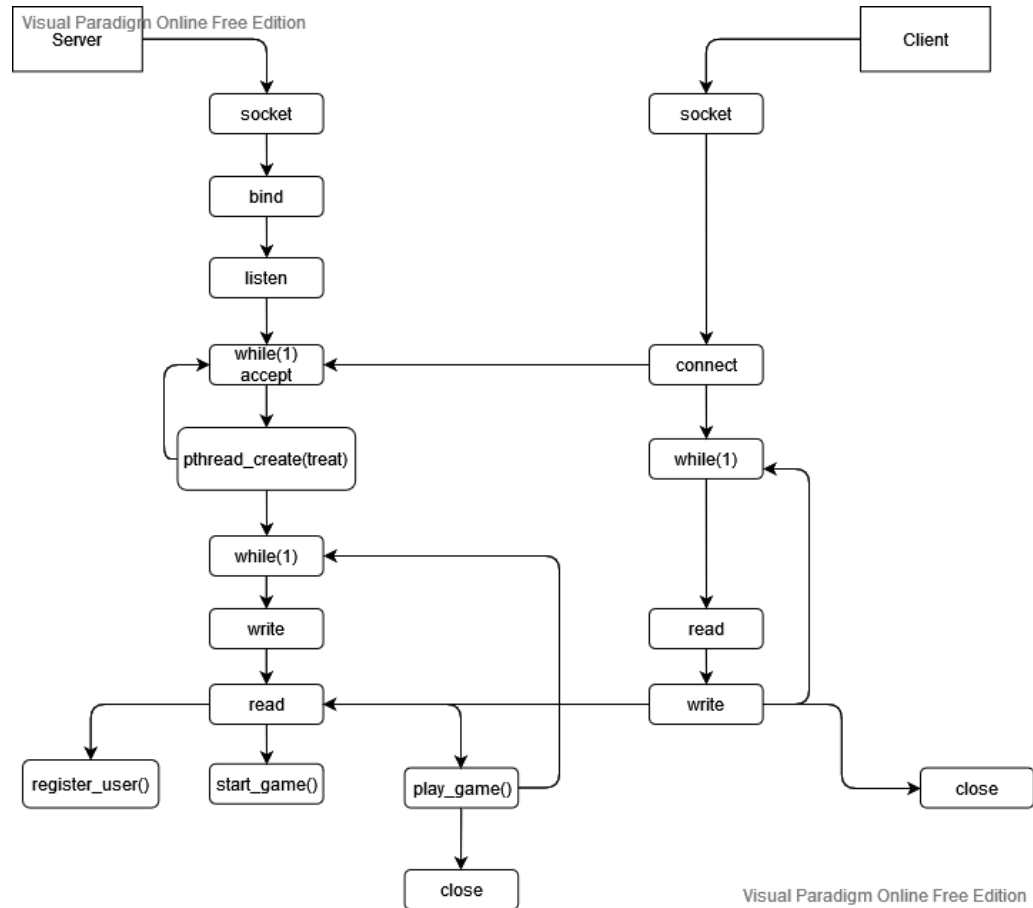 Visual Paradigm Online Free Edition
Server
Client
socket
socket
bind
listen
while(1)
accept
connect
pthread_create(treat)
while(1)
while(1)
write
read
read
write
register_user()
start_game()
play_game()
close
close
Visual Paradigm Online Free Edition